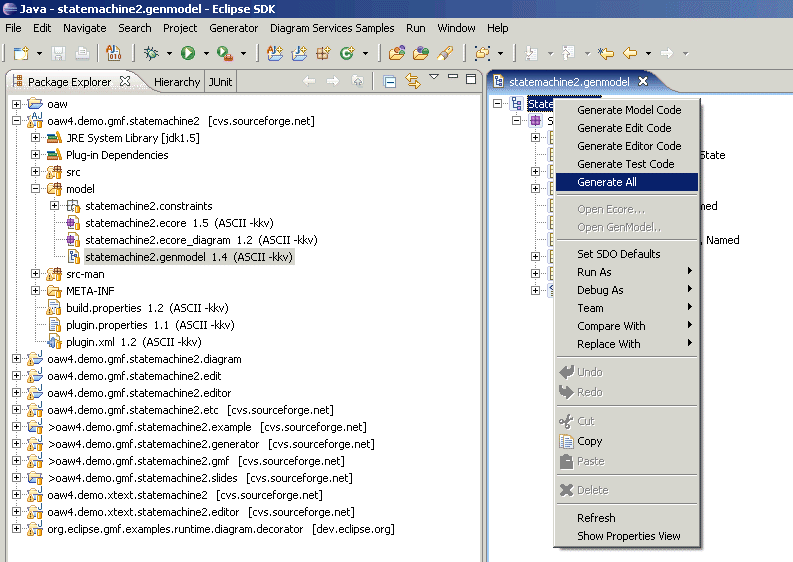 Java - statemachine2.genmodel - Eclipse SDK
File Edit Navigate Search Project Generator Diagram Services Samples Run Window Help
Package Explorer Hierarchy JUnit
statemachine2.genmodel
oaw
oaw4.demo.gmf.statemachine2 [cvs.sourceforge.net]
JRE System Library [jdk1.5]
Plug-in Dependencies
src
model
statemachine2.constraints
statemachine2.ecore 1.5 (ASCII -kkv)
statemachine2.ecore_diagram 1.2 (ASCII -kkv)
statemachine2.genmodel 1.4 (ASCII -kkv)
src-man
META-INF
build.properties 1.2 (ASCII -kkv)
plugin.properties 1.1 (ASCII -kkv)
plugin.xml 1.2 (ASCII -kkv)
oaw4.demo.gmf.statemachine2.diagram
oaw4.demo.gmf.statemachine2.edit
oaw4.demo.gmf.statemachine2.editor
oaw4.demo.gmf.statemachine2.etc [cvs.sourceforge.net]
>oaw4.demo.gmf.statemachine2.example [cvs.sourceforge.net]
>oaw4.demo.gmf.statemachine2.generator [cvs.sourceforge.net]
>oaw4.demo.gmf.statemachine2.gmf [cvs.sourceforge.net]
>oaw4.demo.gmf.statemachine2.slides [cvs.sourceforge.net]
oaw4.demo.xtext.statemachine2 [cvs.sourceforge.net]
oaw4.demo.xtext.statemachine2.editor [cvs.sourceforge.net]
org.eclipse.gmf.examples.runtime.diagram.decorator [dev.eclipse.org]
State
S
State
Named
Named
Generate Model Code
Generate Edit Code
Generate Editor Code
Generate Test Code
Generate All
Open Ecore...
Open GenModel..
Set SDO Defaults
Run As
Debug As
Team
Compare With
Replace With
Undo
Redo
Cut
Copy
Paste
Delete
Refresh
Show Properties View